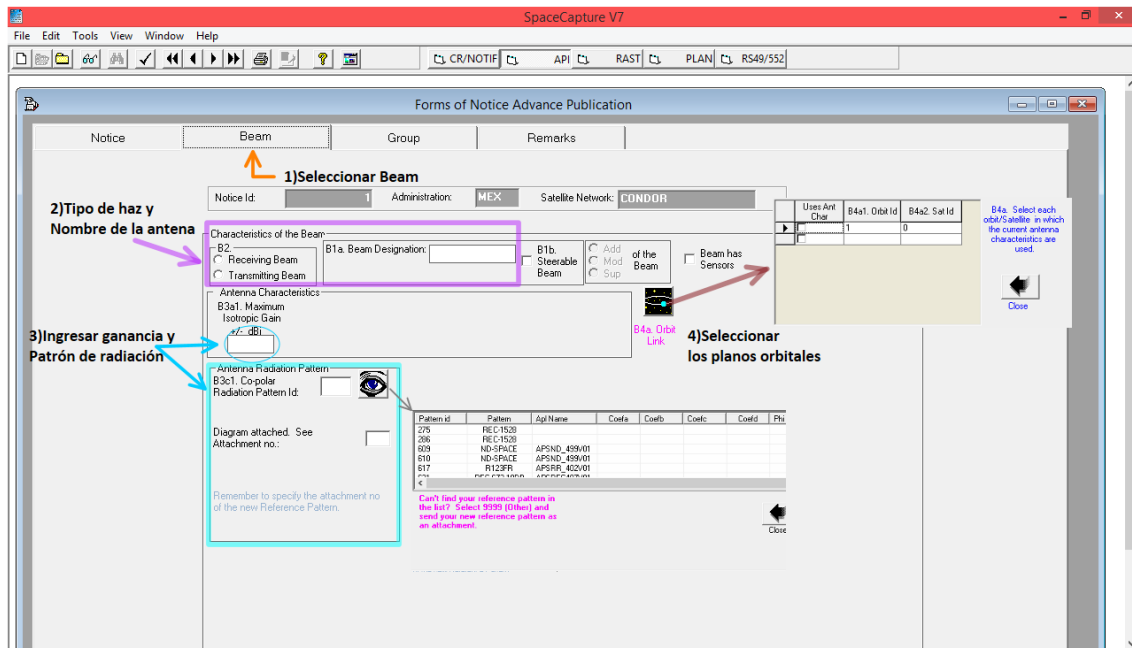 SpaceCapture V7
File Edit Tools View Window Help
CR/NOTIF API RAST PLAN RS49/552
Forms of Notice Advance Publication
Notice Beam Group Remarks
1)Seleccionar Beam
Notice Id: 1 Administration: MEX Satellite Network: CONDOR
2)Tipo de haz y
Nombre de la antena
Characteristics of the Beam
B2.
Receiving Beam
Transmitting Beam
B1a. Beam Designation:
B1b.
Steerable
Beam
Add
Mod
Sup
of the
Beam
Beam has
Sensors
Uses Ant
Char
B4a1. Orbit Id
B4a2. Sat Id
1 0
B4a. Select each
orbit/Satellite in which
the current antenna
characteristics are
used.
Close
Antenna Characteristics
B3a1. Maximum
Isotropic Gain
+/- dBi
B4a. Orbit
Link
3)Ingresar ganancia y
Patrón de radiación
4)Seleccionar
los planos orbitales
Antenna Radiation Pattern
B3c1. Co-polar
Radiation Pattern Id:
Diagram attached. See
Attachment no.:
Remember to specify the attachment no
of the new Reference Pattern.
Pattern id Pattern Apl Name Coefa Coefb Coefc Coefd Phi
275 REC-1528
286 REC-1528
609 ND-SPACE APSND_499V01
610 ND-SPACE APSND_499V01
617 R123FR APSRR_402V01
Can't find your reference pattern in
the list? Select 9999 (Other) and
send your new reference pattern as
an attachment.
Close